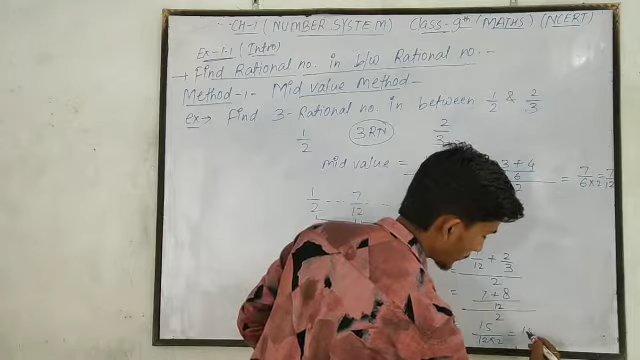 CH-1 (NUMBER SYSTEM) Class-9th (MATHS) (NCERT)
Ex-1.1 (Intro)
→ Find Rational no. in b/w Rational no. -
Method-1- Mid value Method-
ex→ Find 3- Rational no. in between 1/2 & 2/3
1/2 3RN 2/3
Mid value = 3+4/6 /2 = 7/6×2 = 7/12
1/2 -- 7/12 --
7/12 + 2/3 /2
= 7+8/12 /2
15/12×2 =